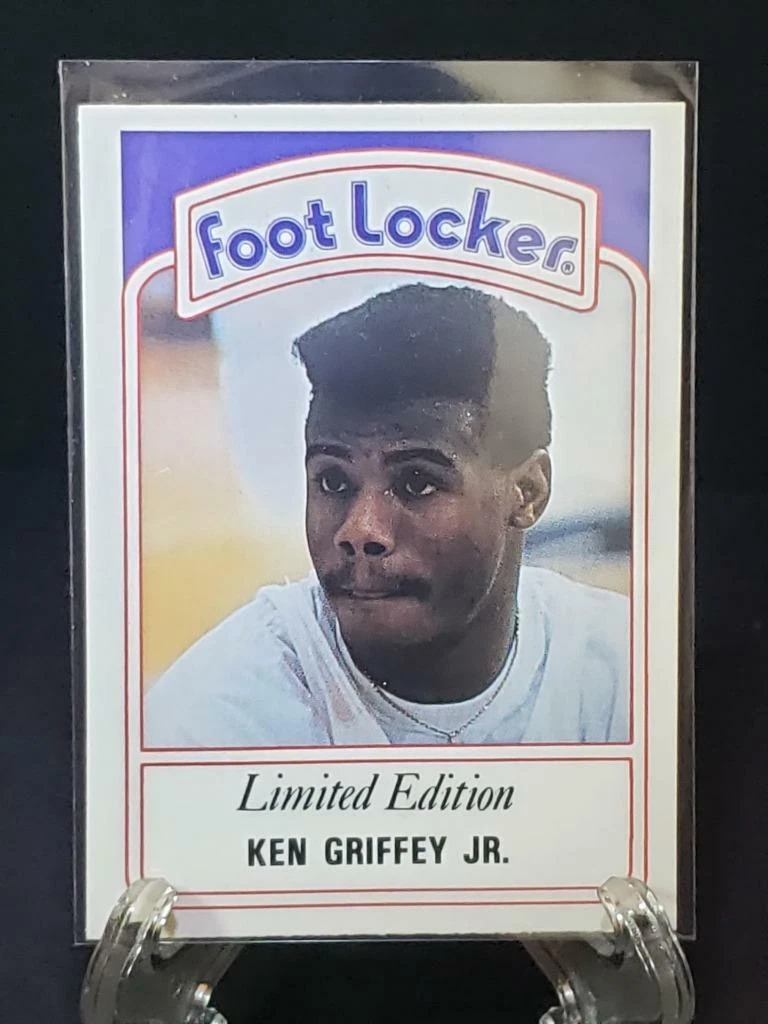 Foot Locker®
Limited Edition
KEN GRIFFEY JR.